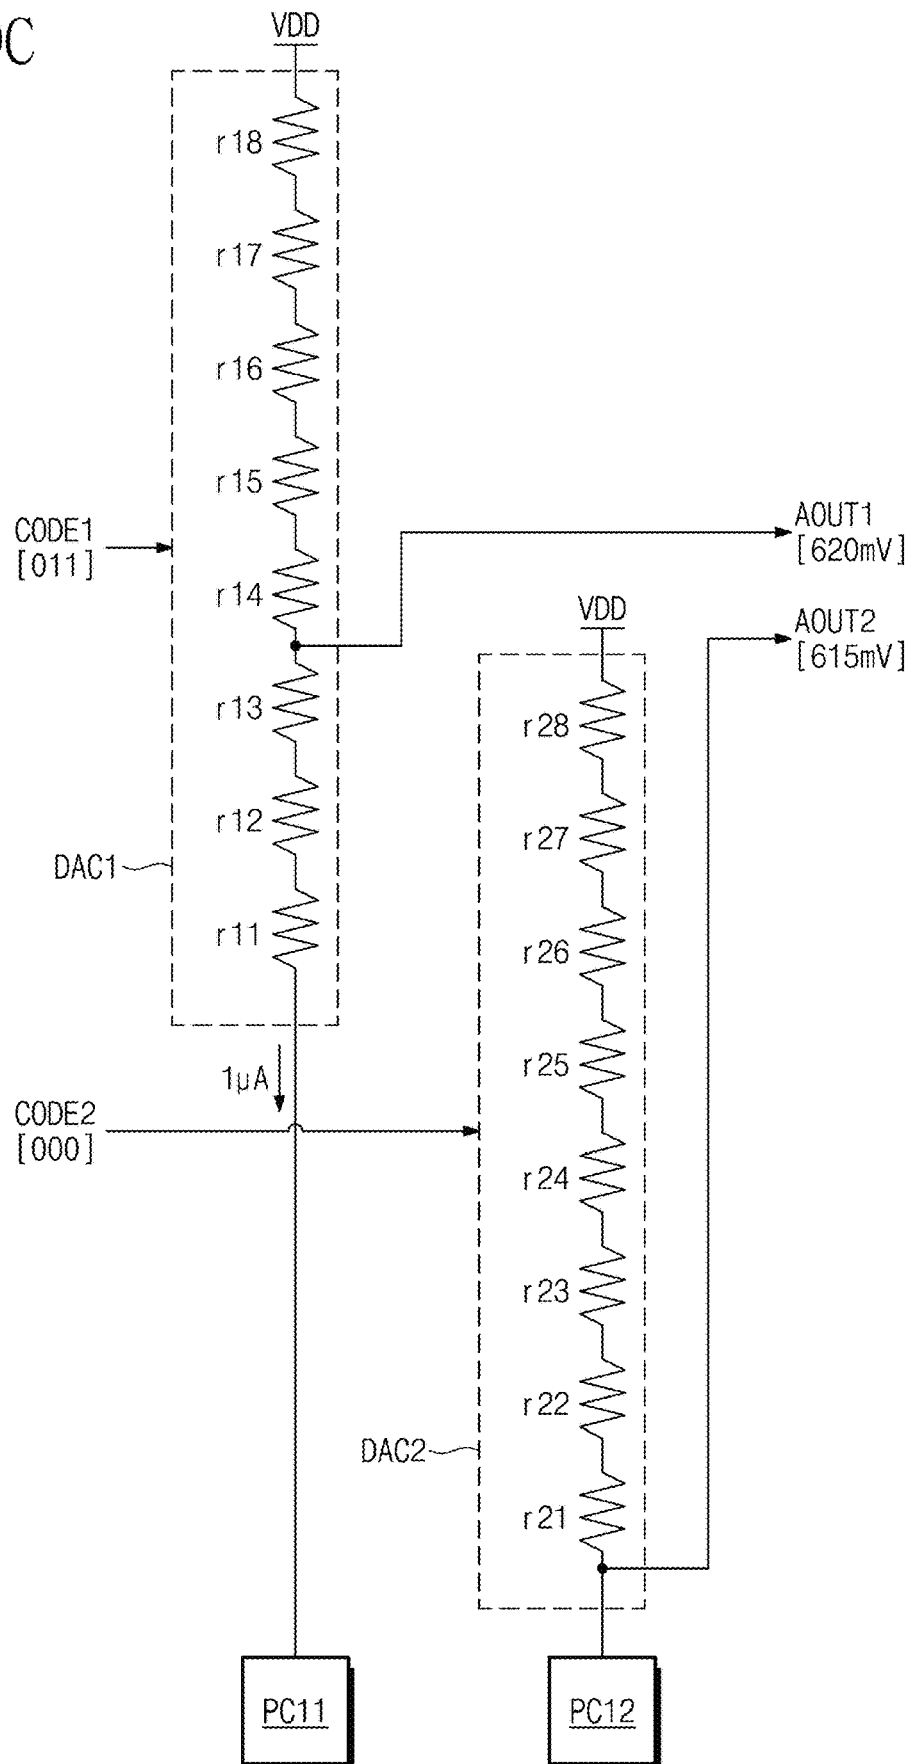 VDD
r18
r17
r16
r15
CODE1
[011]
r14
AOUT1
[620mV]
VDD
AOUT2
[615mV]
r13
r12
DAC1
r11
1µA
CODE2
[000]
r28
r27
r26
r25
r24
r23
r22
DAC2
r21
PC11
PC12